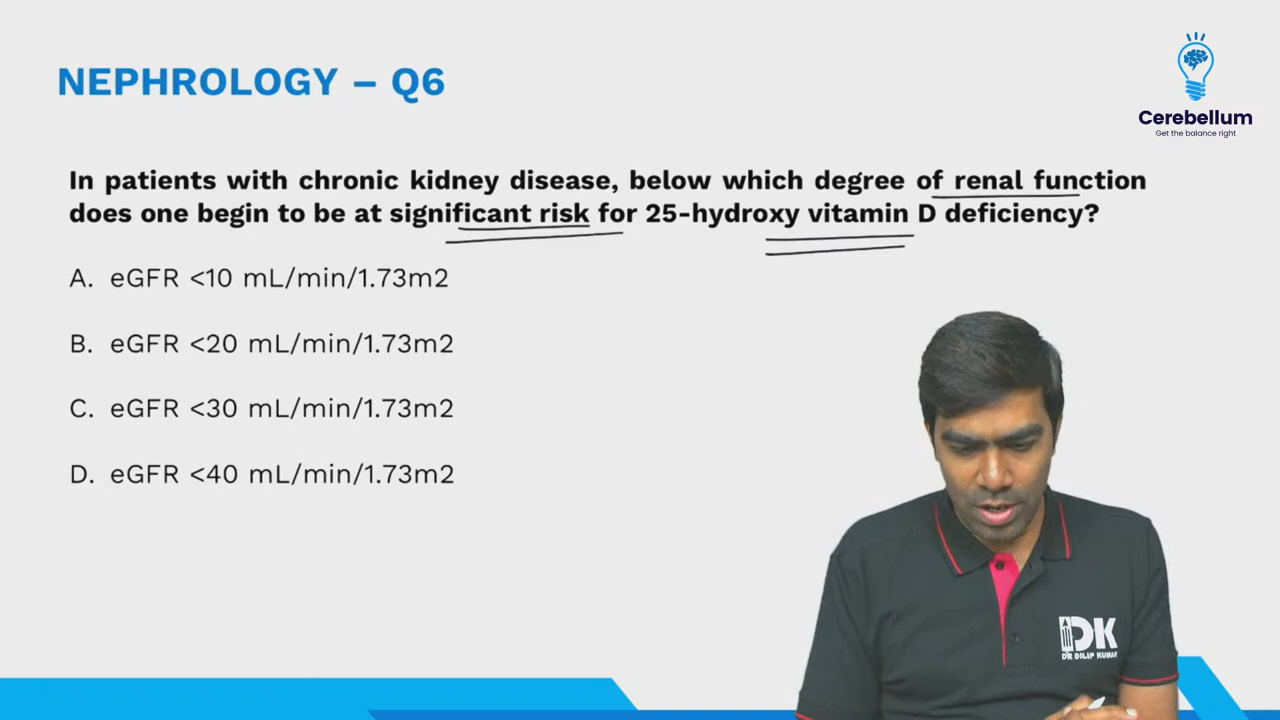 NEPHROLOGY – Q6
Cerebellum
Get the balance right
In patients with chronic kidney disease, below which degree of renal function
does one begin to be at significant risk for 25-hydroxy vitamin D deficiency?
A. eGFR <10 mL/min/1.73m2
B. eGFR <20 mL/min/1.73m2
C. eGFR <30 mL/min/1.73m2
D. eGFR <40 mL/min/1.73m2
DK
DR DILIP KUMAR